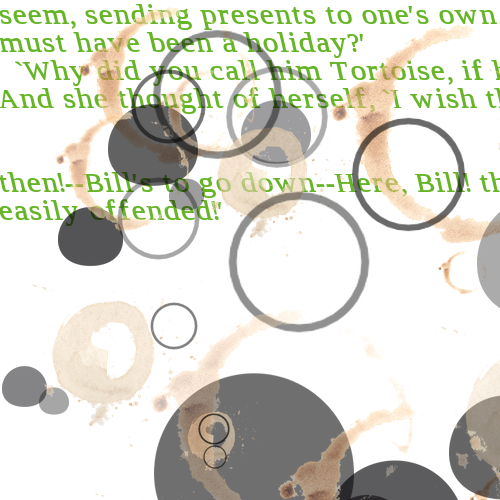 seem, sending presents to one's own
must have been a holiday?'
`Why did you call him Tortoise, if
And she thought of herself, `I wish
then!--Bill's to go down--Here, Bill!
easily offended!'